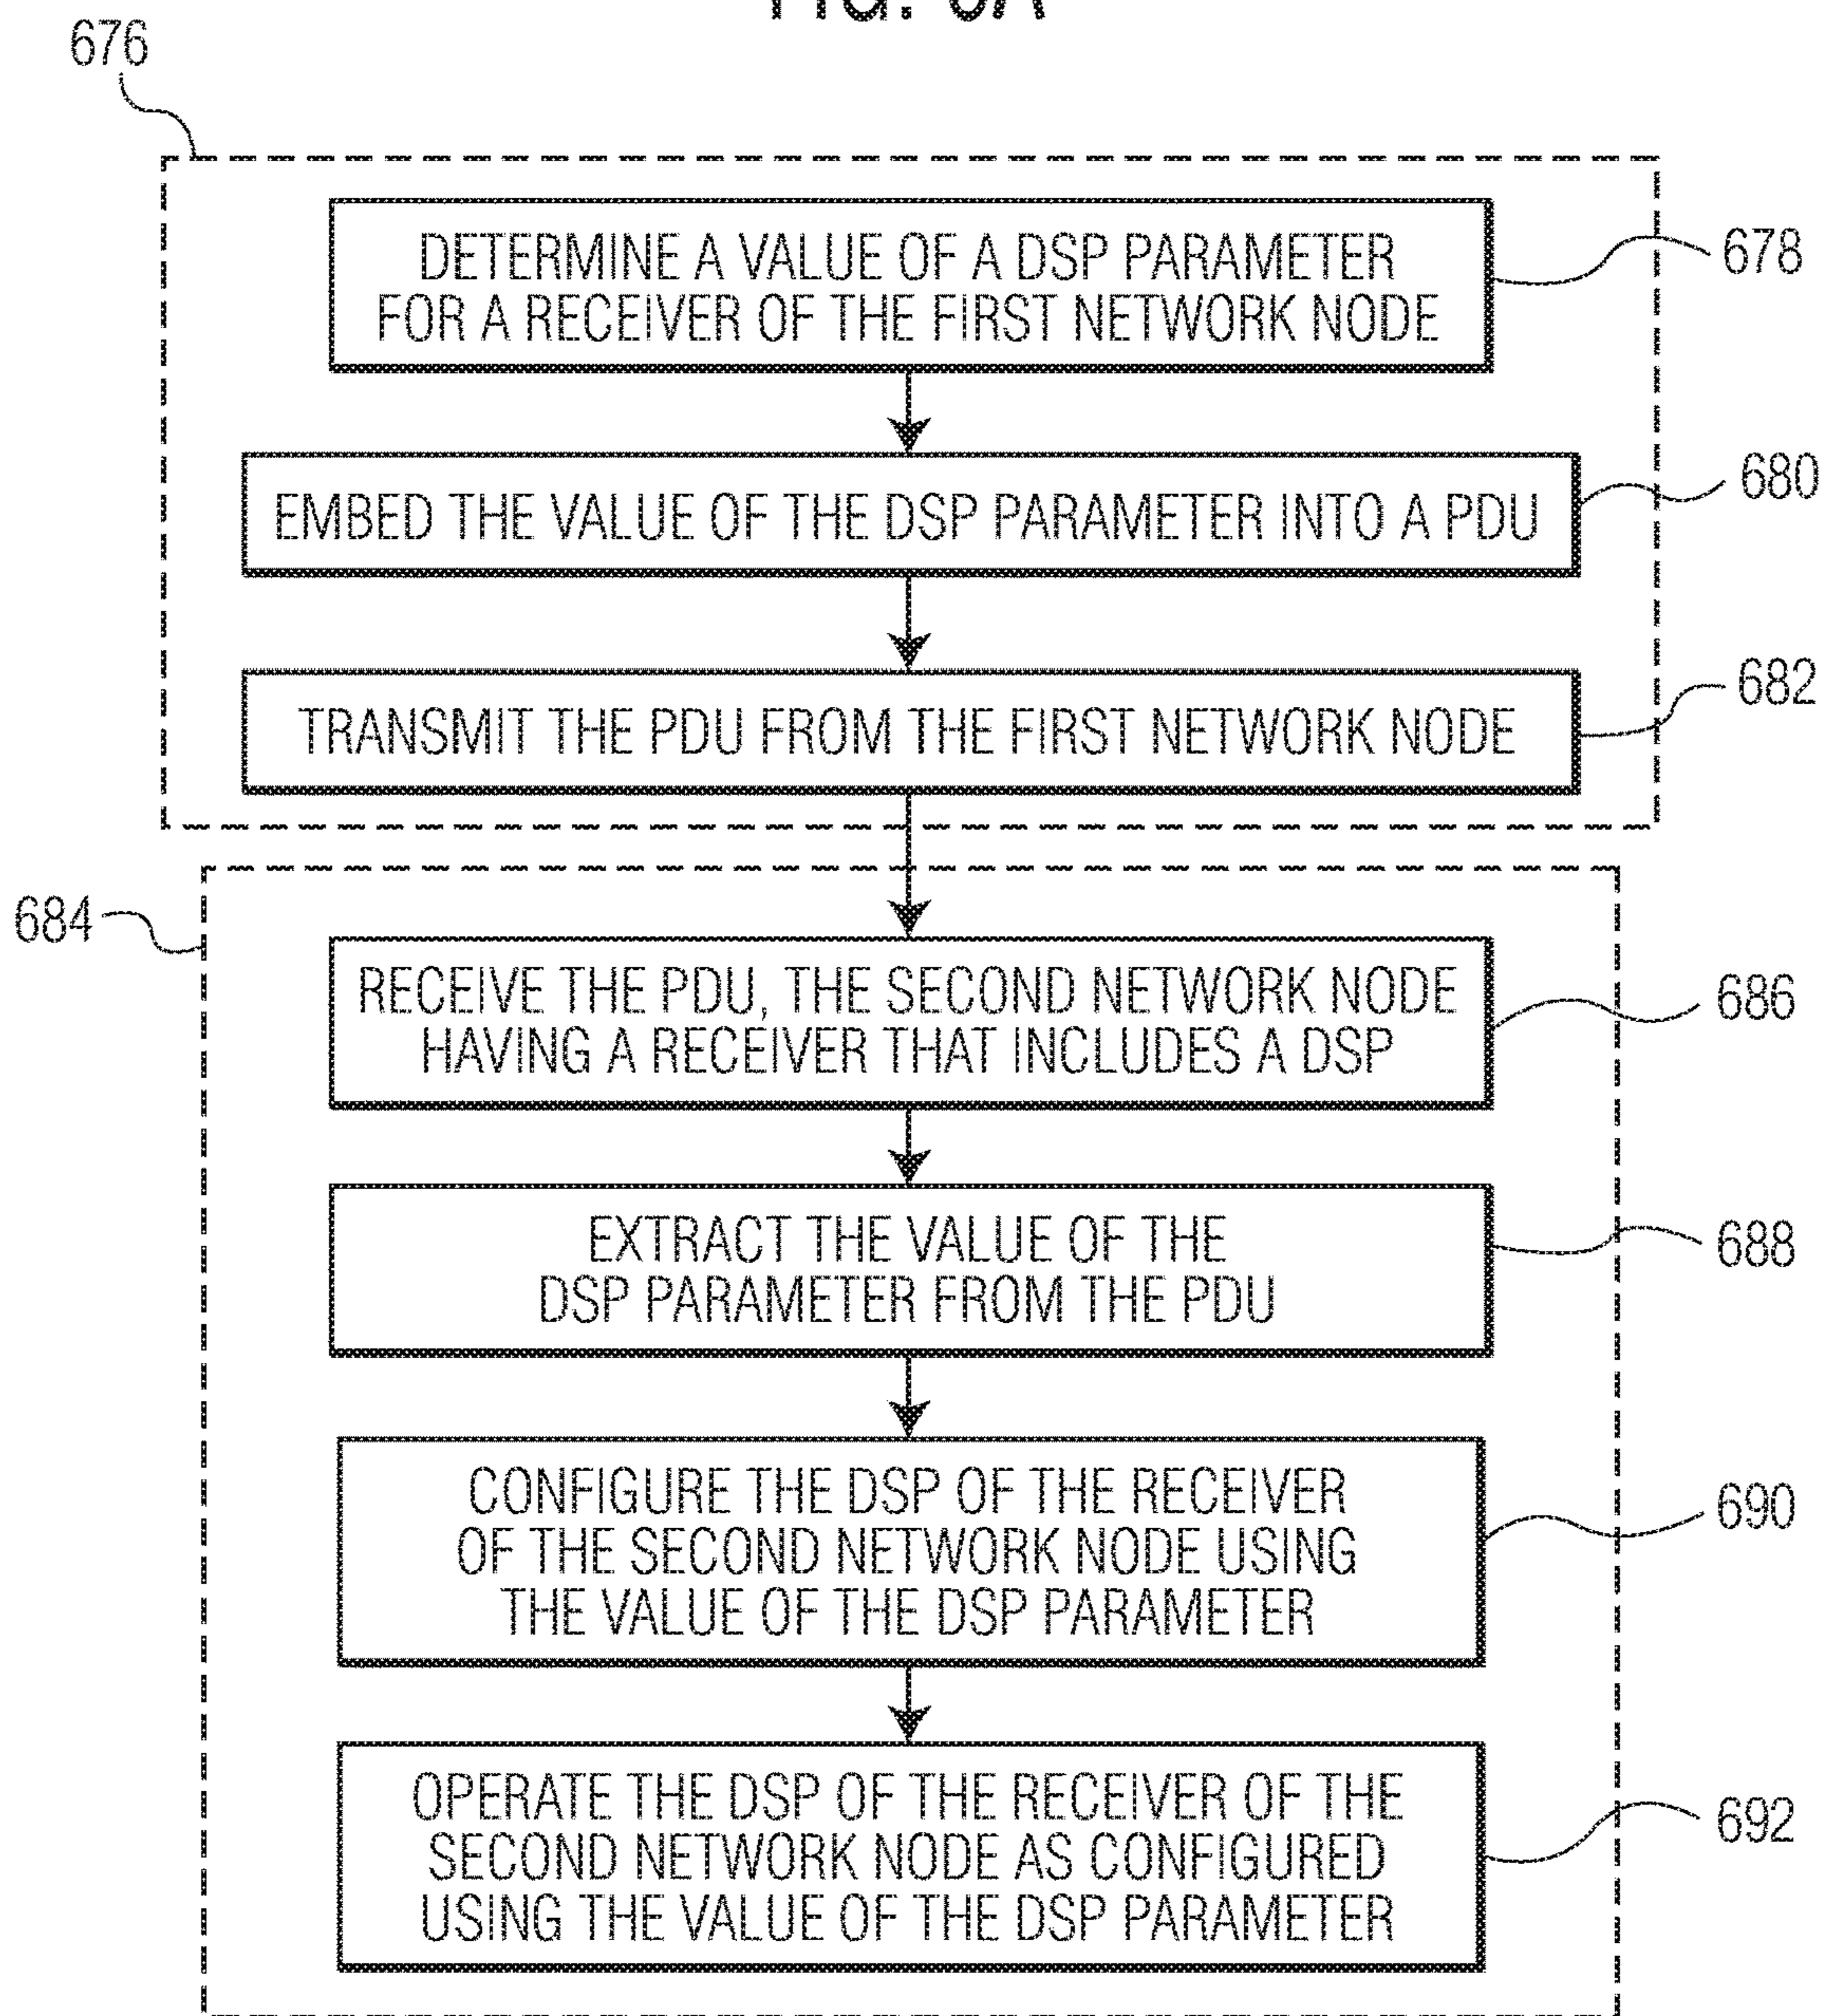 676
DETERMINE A VALUE OF A DSP PARAMETER
FOR A RECEIVER OF THE FIRST NETWORK NODE
678
EMBED THE VALUE OF THE DSP PARAMETER INTO A PDU
680
TRANSMIT THE PDU FROM THE FIRST NETWORK NODE
682
684
RECEIVE THE PDU, THE SECOND NETWORK NODE
HAVING A RECEIVER THAT INCLUDES A DSP
686
EXTRACT THE VALUE OF THE
DSP PARAMETER FROM THE PDU
688
CONFIGURE THE DSP OF THE RECEIVER
OF THE SECOND NETWORK NODE USING
THE VALUE OF THE DSP PARAMETER
690
OPERATE THE DSP OF THE RECEIVER OF THE
SECOND NETWORK NODE AS CONFIGURED
USING THE VALUE OF THE DSP PARAMETER
692